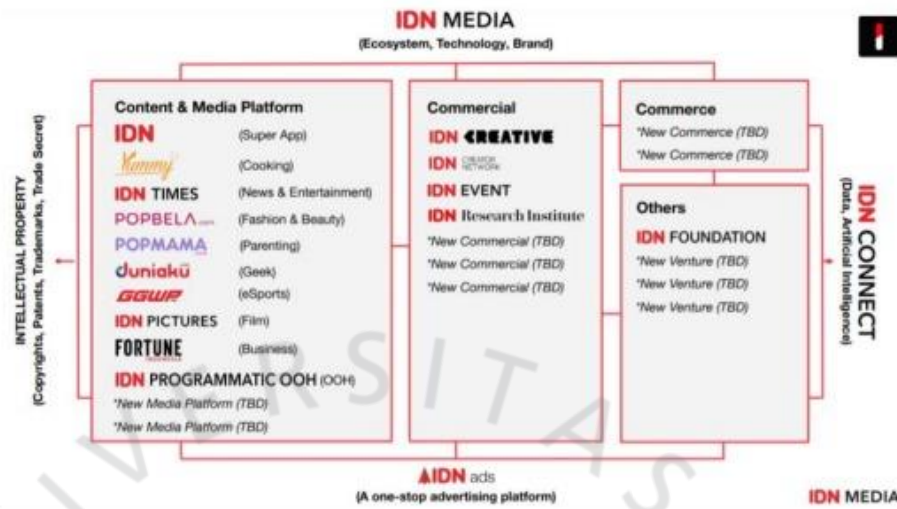 IDN MEDIA
(Ecosystem, Technology, Brand)
INTELLECTUAL PROPERTY
(Copyrights, Patents, Trademarks, Trade Secret)
Content & Media Platform
IDN (Super App)
Yummy (Cooking)
IDN TIMES (News & Entertainment)
POPBELA.com (Fashion & Beauty)
POPMAMA (Parenting)
duniaku (Geek)
GGWP (eSports)
IDN PICTURES (Film)
FORTUNE (Business)
IDN PROGRAMMATIC OOH (OOH)
*New Media Platform (TBD)
*New Media Platform (TBD)
Commercial
IDN CREATIVE
IDN CREATOR NETWORK
IDN EVENT
IDN Research Institute
*New Commercial (TBD)
*New Commercial (TBD)
*New Commercial (TBD)
Commerce
*New Commerce (TBD)
*New Commerce (TBD)
Others
IDN FOUNDATION
*New Venture (TBD)
*New Venture (TBD)
*New Venture (TBD)
IDN CONNECT
(Data, Artificial Intelligence)
IDN ads
(A one-stop advertising platform)
IDN MEDIA
IVERSITAS